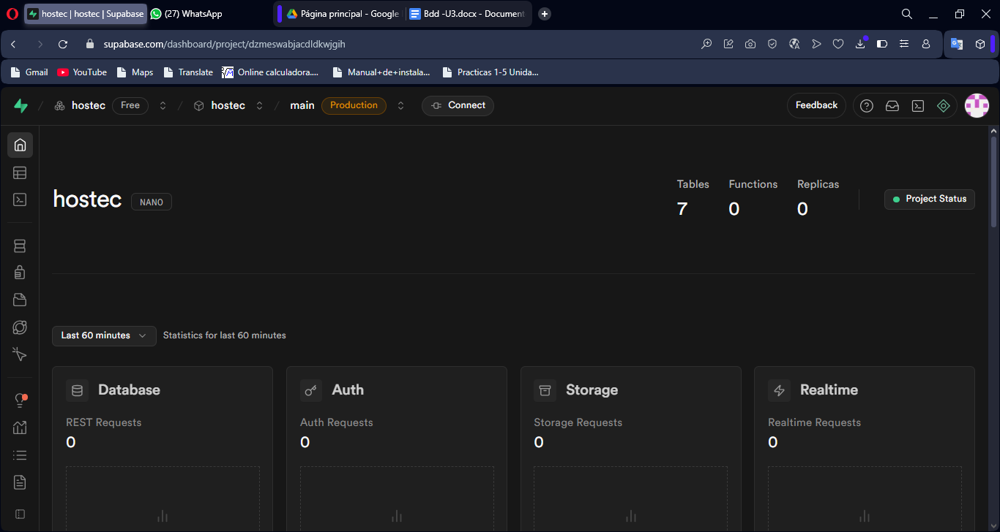 hostec | hostec | Supabase
(27) WhatsApp
Página principal - Google
Bdd -U3.docx - Document
supabase.com/dashboard/project/dzmeswabjacdldkwjgih
Gmail
YouTube
Maps
Translate
Online calculadora....
Manual+de+instala...
Practicas 1-5 Unida...
hostec Free
hostec
main Production
Connect
Feedback
hostec NANO
Tables
7
Functions
0
Replicas
0
Project Status
Last 60 minutes
Statistics for last 60 minutes
Database
REST Requests
0
Auth
Auth Requests
0
Storage
Storage Requests
0
Realtime
Realtime Requests
0